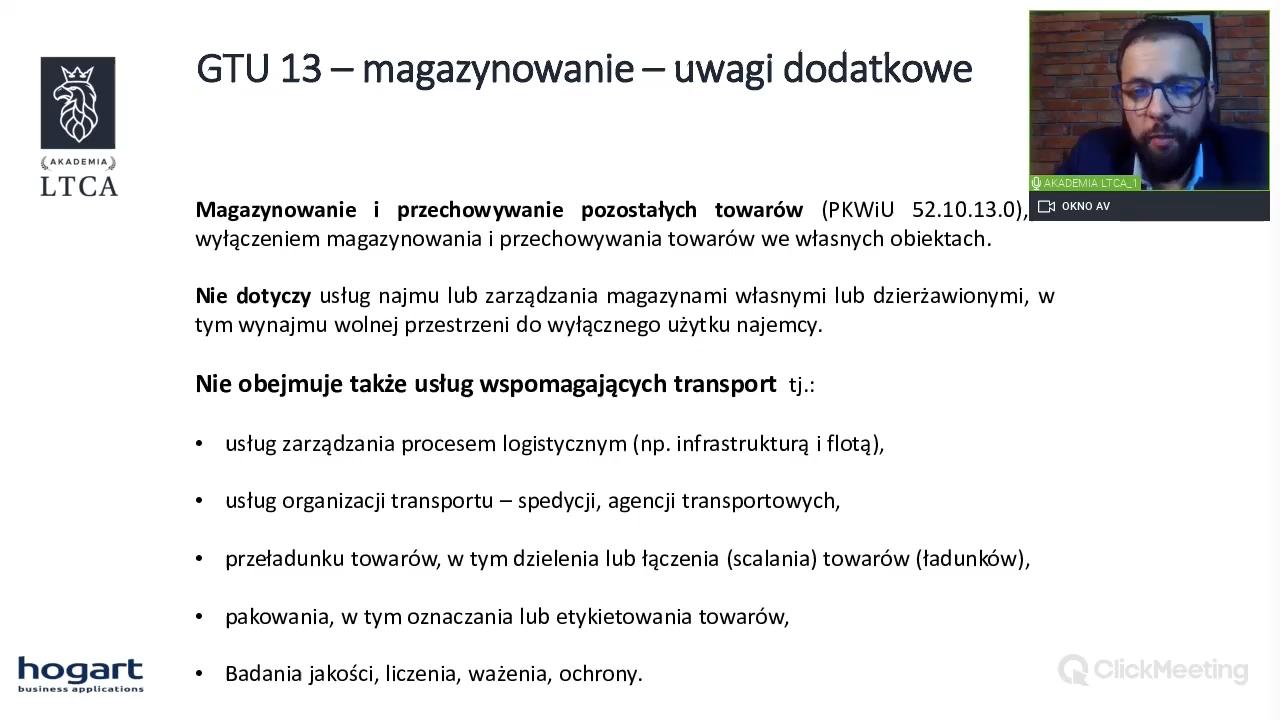 GTU 13 – magazynowanie – uwagi dodatkowe
AKADEMIA
LTCA
AKADEMIA LTCA_1
OKNO AV
Magazynowanie i przechowywanie pozostałych towarów (PKWiU 52.10.13.0),
wyłączeniem magazynowania i przechowywania towarów we własnych obiektach.
Nie dotyczy usług najmu lub zarządzania magazynami własnymi lub dzierżawionymi, w
tym wynajmu wolnej przestrzeni do wyłącznego użytku najemcy.
Nie obejmuje także usług wspomagających transport tj.:
• usług zarządzania procesem logistycznym (np. infrastrukturą i flotą),
• usług organizacji transportu – spedycji, agencji transportowych,
• przeładunku towarów, w tym dzielenia lub łączenia (scalania) towarów (ładunków),
• pakowania, w tym oznaczania lub etykietowania towarów,
• Badania jakości, liczenia, ważenia, ochrony.
hogart
business applications
ClickMeeting